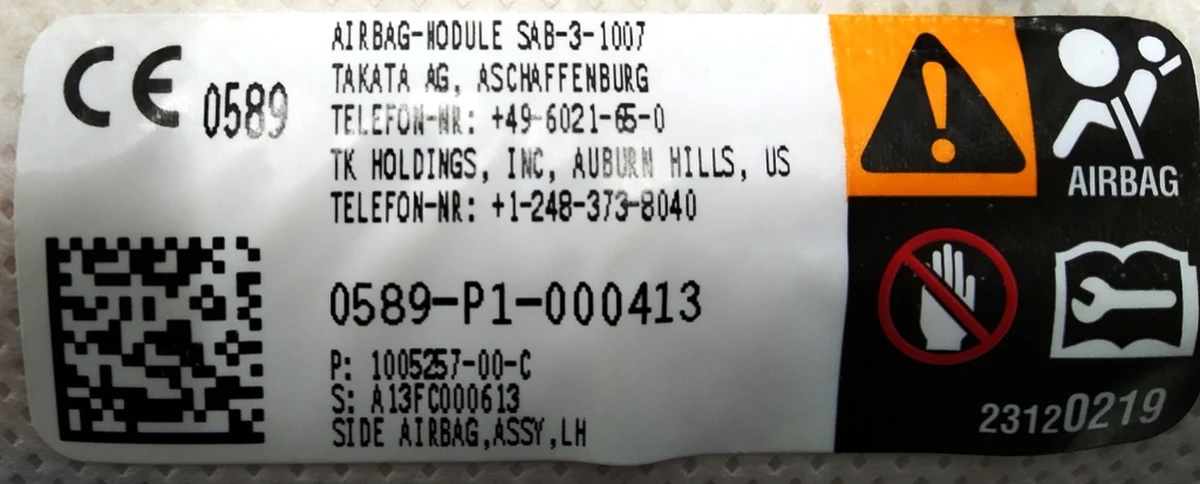 CE 0589
AIRBAG-MODULE SAB-3-1007
TAKATA AG, ASCHAFFENBURG
TELEFON-NR: +49-6021-65-0
TK HOLDINGS, INC, AUBURN HILLS, US
TELEFON-NR: +1-248-373-8040
0589-P1-000413
P: 1005257-00-C
S: A13FC000613
SIDE AIRBAG,ASSY,LH
AIRBAG
23120219